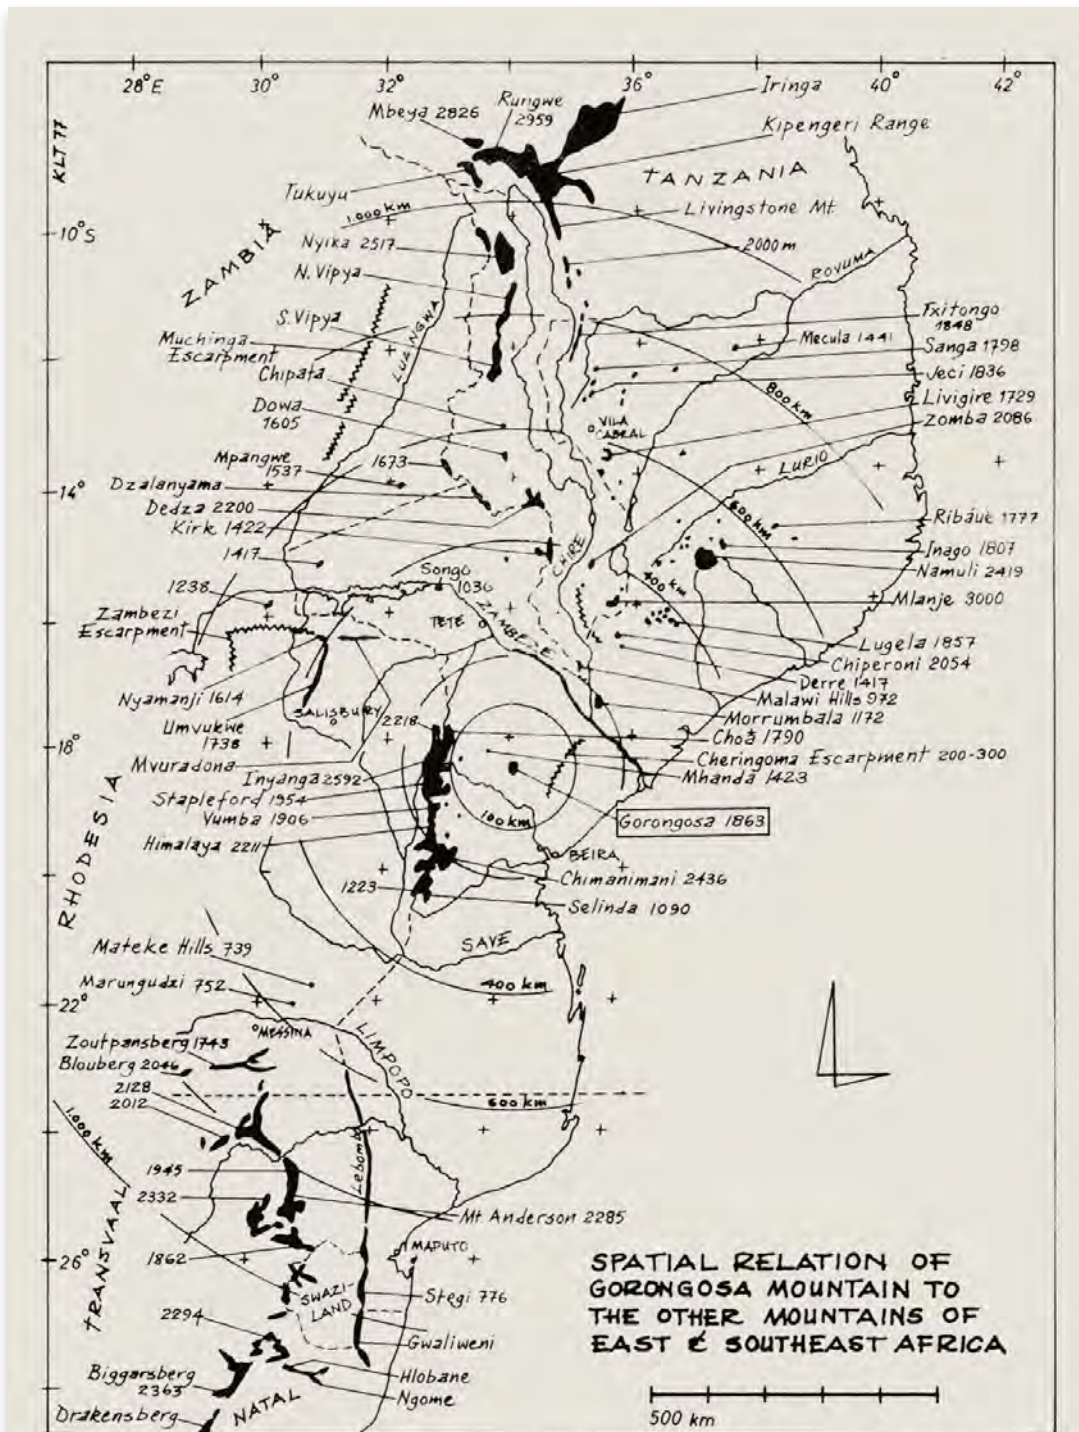 28°E
30°
32°
36°
40°
42°
KLT 77
Mbeya 2826
Rungwe
2959
Iringa
Kipengeri Range
TANZANIA
Tukuyu
1.000 km
Livingstone Mt.
10°S
ZAMBIA
Nyika 2517
2000m
N. Vipya
ROVUMA
LUANGWA
S. Vipya
Txitongo
1848
Muchinga
Escarpment
Mecula 1441
Sanga 1798
Chipata
Jeci 1836
800 km
Livigire 1729
Dowa
1605
VILA
CABRAL
Zomba 2086
Mpangwe
1537
1673
LURIO
Dzalanyama
14°
Dedza 2200
600 km
Ribáuè 1777
Kirk 1422
CHIRE
Inago 1807
1417
Namuli 2419
Songo
1036
400 km
1238
Mlanje 3000
Zambezi
Escarpment
TETE
ZAMBEZE
Lugela 1857
Chiperoni 2054
Derre 1417
Nyamanji 1614
Malawi Hills 972
SALISBURY
2218
Morrumbala 1172
Umvukwe
1738
18°
Choa 1790
Cheringoma Escarpment 200-300
Mvuradona
Inyanga 2592
Mhanda 1423
Stapleford 1954
Vumba 1906
100 km
Gorongosa 1863
RHODESIA
Himalaya 2211
BEIRA
1223
Chimanimani 2436
Selinda 1090
Mateke Hills 739
SAVE
Marungudzi 752
400 km
22°
Zoutpansberg 1743
MESSINA
LIMPOPO
Blouberg 2046
2128
2012
600 km
1.000 km
Lebombo
1945
2332
Mt. Anderson 2285
TRANSVAAL
1862
MAPUTO
26°
SPATIAL RELATION OF
GORONGOSA MOUNTAIN TO
THE OTHER MOUNTAINS OF
EAST & SOUTHEAST AFRICA
SWAZI-
LAND
Stegi 776
2294
Gwaliweni
Biggarsberg
2363
Hlobane
Ngome
NATAL
Drakensberg
500 km